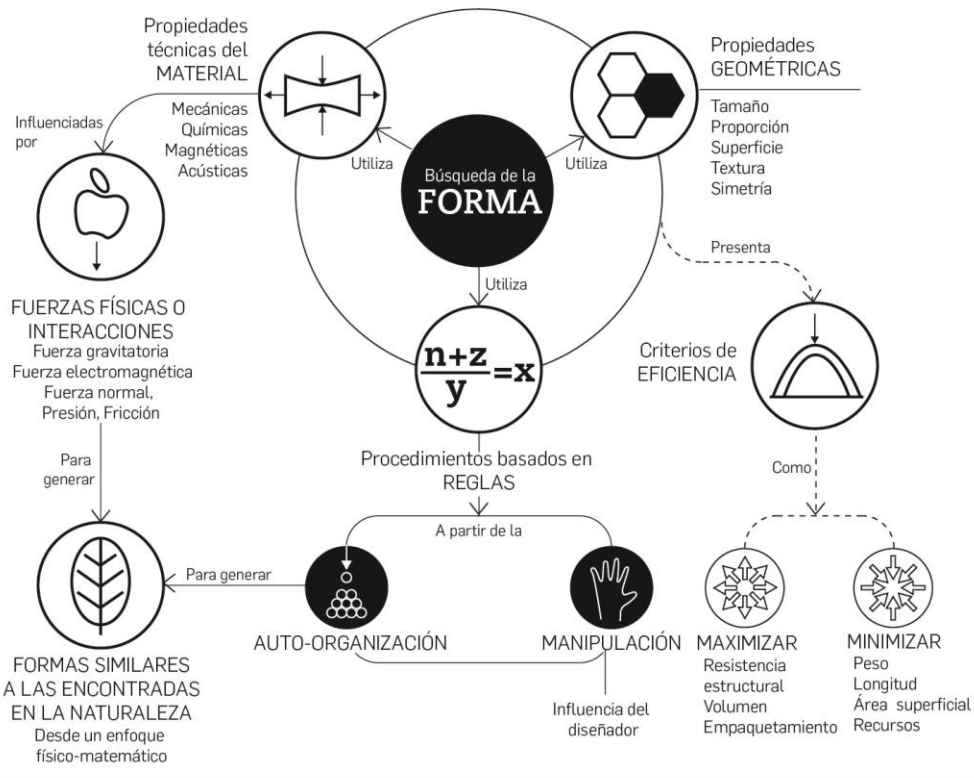 Propiedades
técnicas del
MATERIAL
Mecánicas
Químicas
Magnéticas
Acústicas
Influenciadas
por
Utiliza
Búsqueda de la
FORMA
Utiliza
Propiedades
GEOMÉTRICAS
Tamaño
Proporción
Superficie
Textura
Simetría
Presenta
Utiliza
FUERZAS FÍSICAS O
INTERACCIONES
Fuerza gravitatoria
Fuerza electromagnética
Fuerza normal,
Presión, Fricción
n+z
y
=x
Criterios de
EFICIENCIA
Para
generar
Procedimientos basados en
REGLAS
Como
A partir de la
Para generar
AUTO-ORGANIZACIÓN
MANIPULACIÓN
MAXIMIZAR
Resistencia
estructural
Volumen
Empaquetamiento
MINIMIZAR
Peso
Longitud
Área superficial
Recursos
FORMAS SIMILARES
A LAS ENCONTRADAS
EN LA NATURALEZA
Desde un enfoque
físico-matemático
Influencia del
diseñador